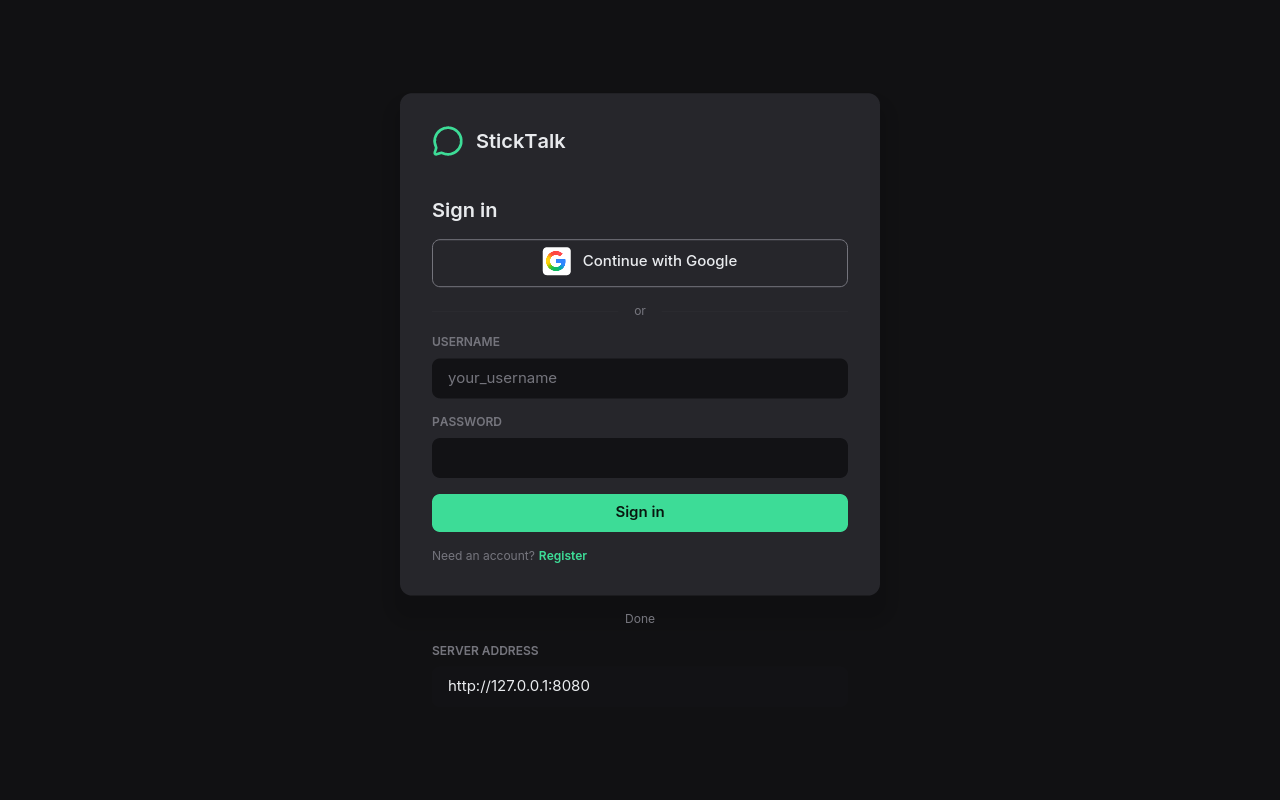 StickTalk
Sign in
Continue with Google
or
USERNAME
your_username
PASSWORD
Sign in
Need an account? Register
Done
SERVER ADDRESS
http://127.0.0.1:8080